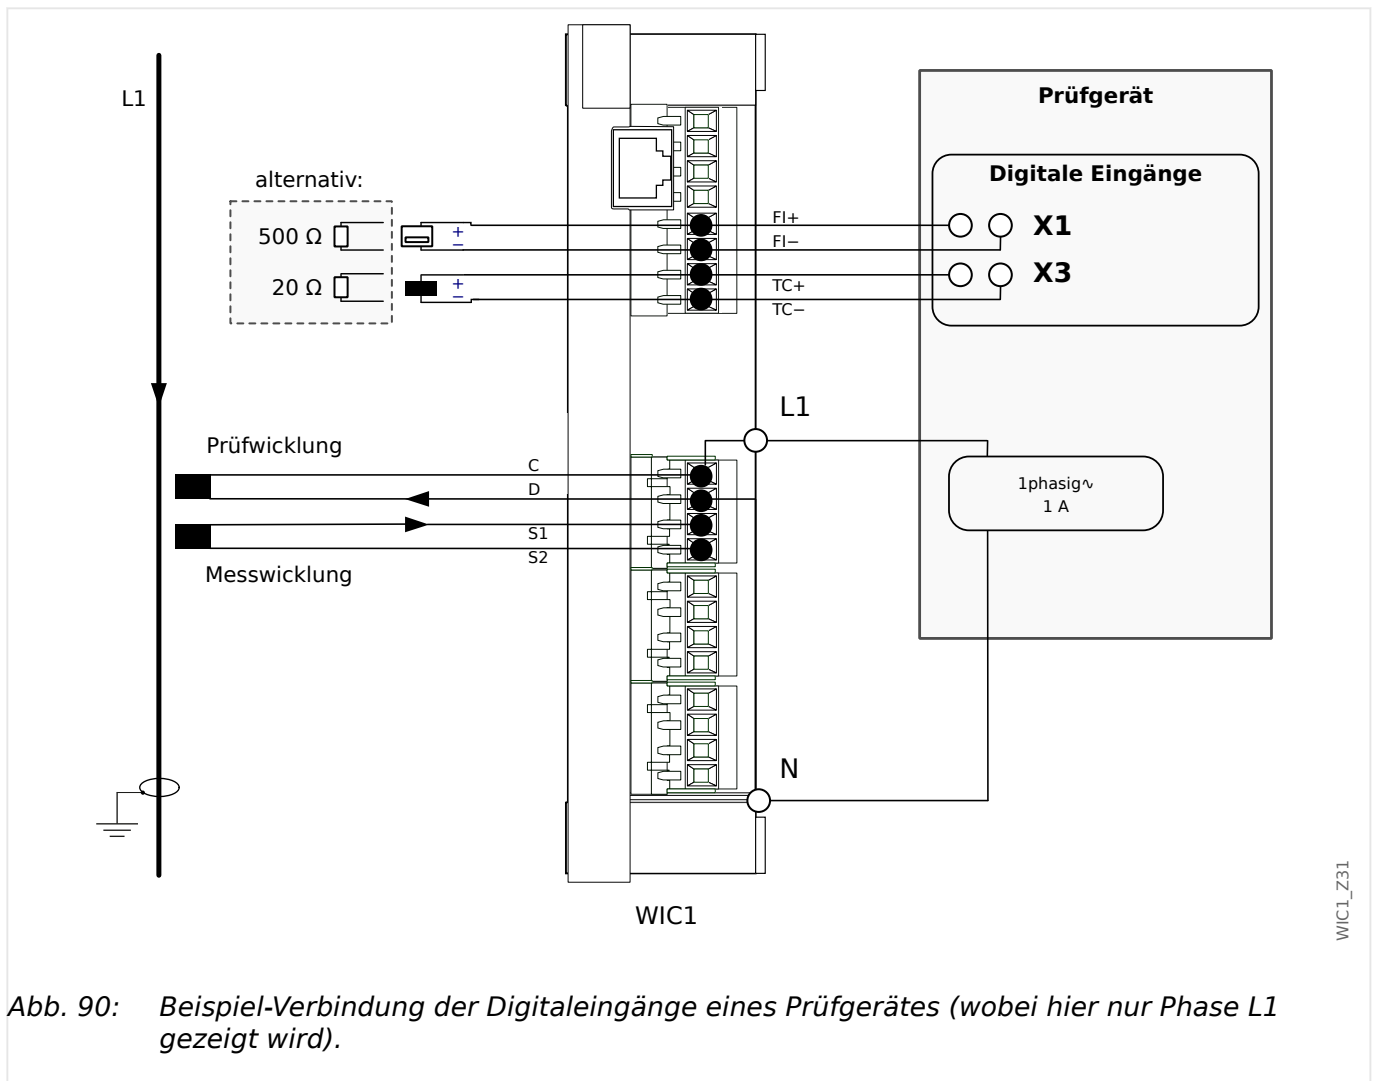 L1
alternativ:
500 Ω
20 Ω
+
−
+
−
FI+
FI−
TC+
TC−
Prüfgerät
Digitale Eingänge
X1
X3
L1
Prüfwicklung
C
D
S1
S2
Messwicklung
1phasig∿
1 A
N
WIC1
WIC1_Z31
Abb. 90: Beispiel-Verbindung der Digitaleingänge eines Prüfgerätes (wobei hier nur Phase L1
gezeigt wird).